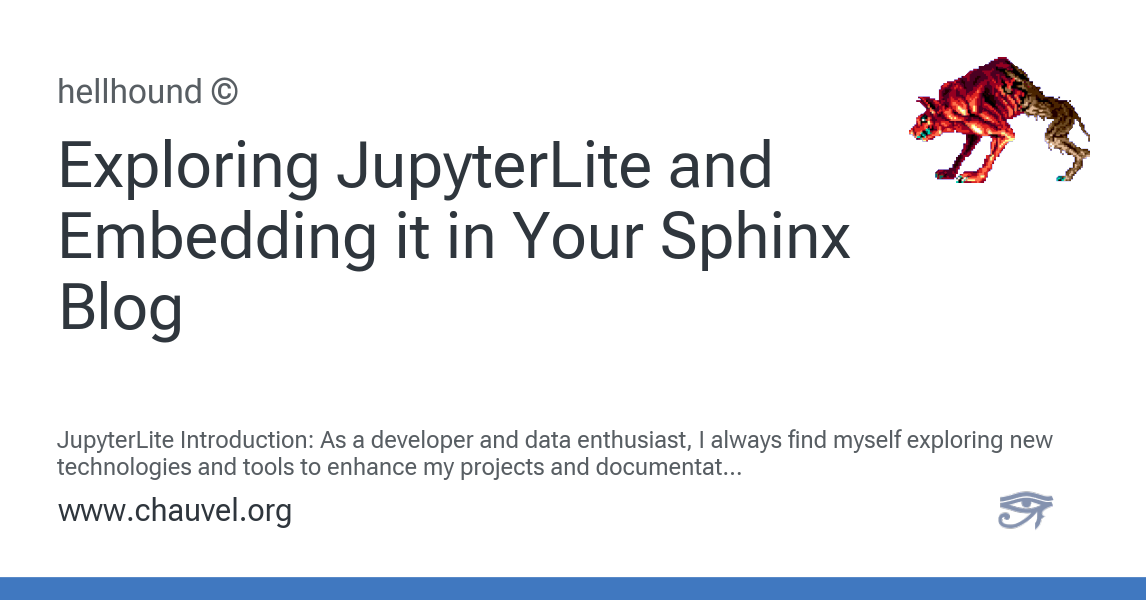 hellhound ©
Exploring JupyterLite and
Embedding it in Your Sphinx
Blog
JupyterLite Introduction: As a developer and data enthusiast, I always find myself exploring new
technologies and tools to enhance my projects and documentat...
www.chauvel.org